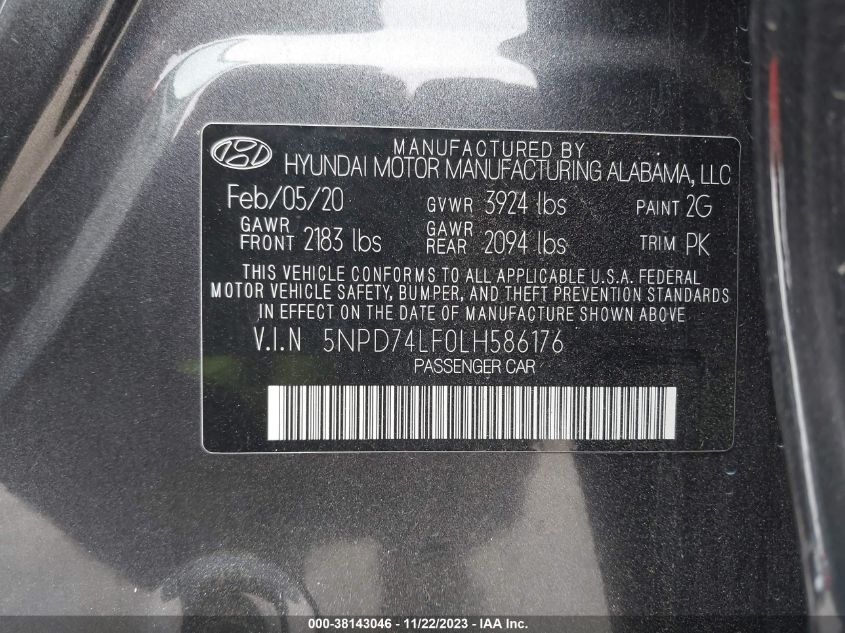 MANUFACTURED BY
HYUNDAI MOTOR MANUFACTURING ALABAMA, LLC
Feb/05/20 GVWR 3924 lbs PAINT 2G
GAWR FRONT 2183 lbs GAWR REAR 2094 lbs TRIM PK
THIS VEHICLE CONFORMS TO ALL APPLICABLE U.S.A. FEDERAL
MOTOR VEHICLE SAFETY, BUMPER, AND THEFT PREVENTION STANDARDS
IN EFFECT ON THE DATE OF MANUFACTURE SHOWN ABOVE
V.I.N 5NPD74LF0LH586176
PASSENGER CAR
000-38143046 - 11/22/2023 - IAA Inc.